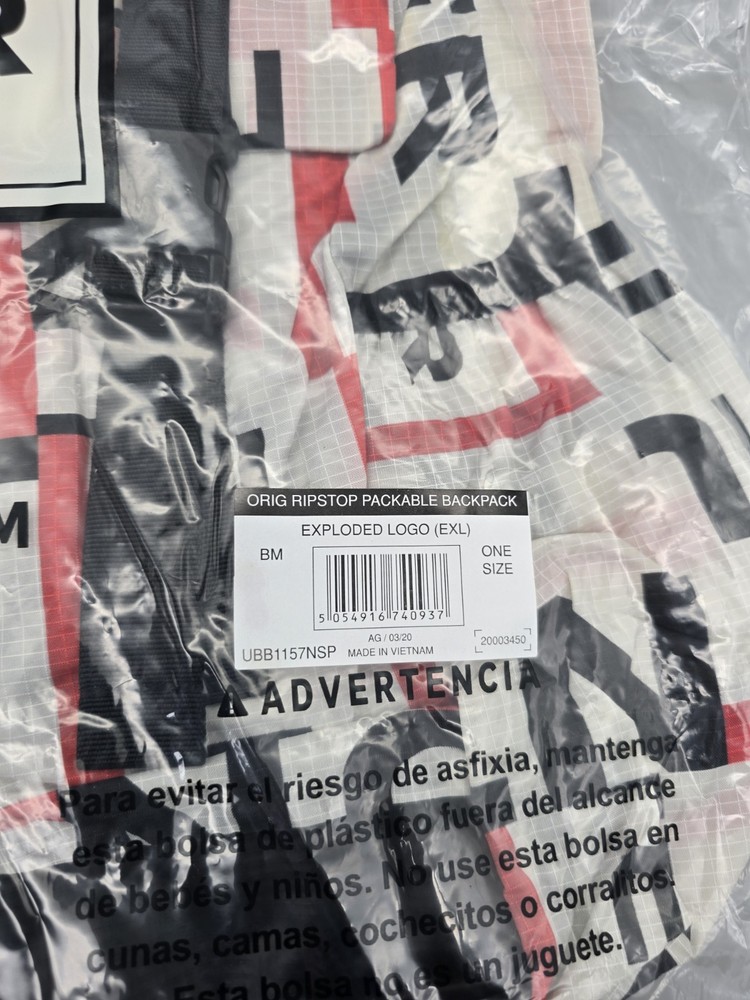 R
M
ORIG RIPSTOP PACKABLE BACKPACK
EXPLODED LOGO (EXL)
BM
ONE
SIZE
5 054916 740937
AG / 03/20
20003450
UBB1157NSP
MADE IN VIETNAM
ADVERTENCIA
Para evitar el riesgo de asfixia, mantenga
esta bolsa de plástico fuera del alcance
de bebés y niños. No use esta bolsa en
cunas, camas, cochecitos o corralitos.
Esta bolsa no es un juguete.